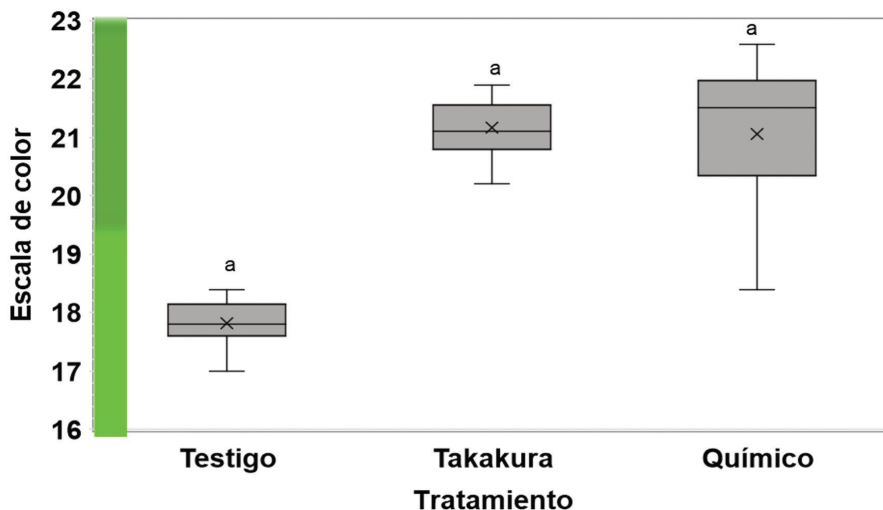 23
22
21
20
19
18
17
16
Escala de color
a
a
a
Testigo Takakura Químico
Tratamiento